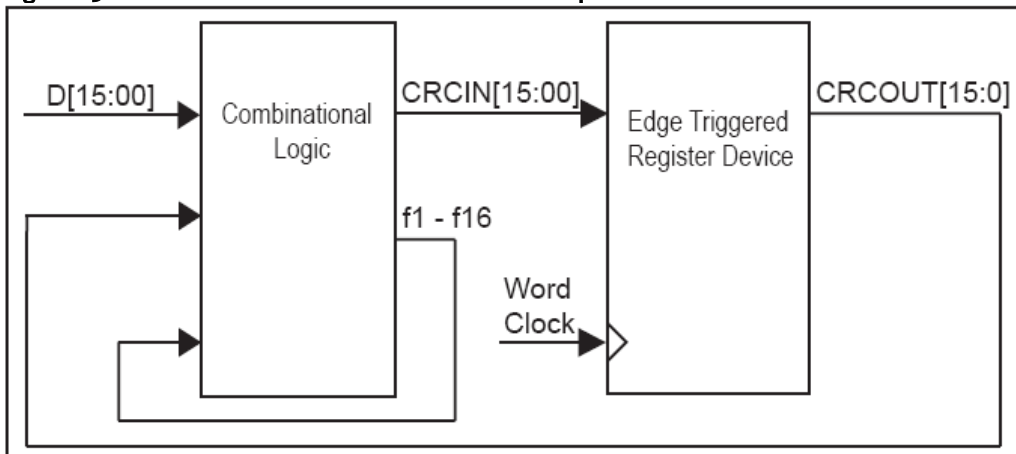 D[15:00]
Combinational
Logic
CRCIN[15:00]
f1 - f16
Edge Triggered
Register Device
Word
Clock
CRCOUT[15:0]